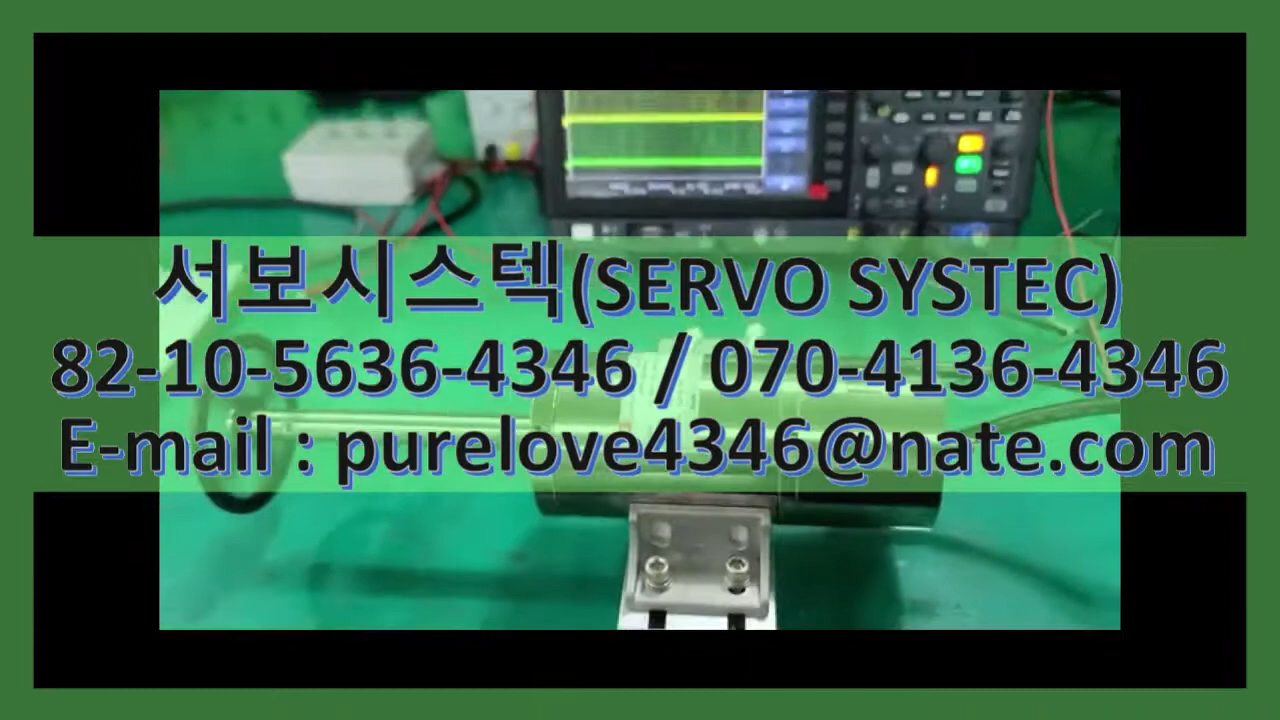 서보시스텍(SERVO SYSTEC)
82-10-5636-4346 / 070-4136-4346
E-mail : purelove4346@nate.com